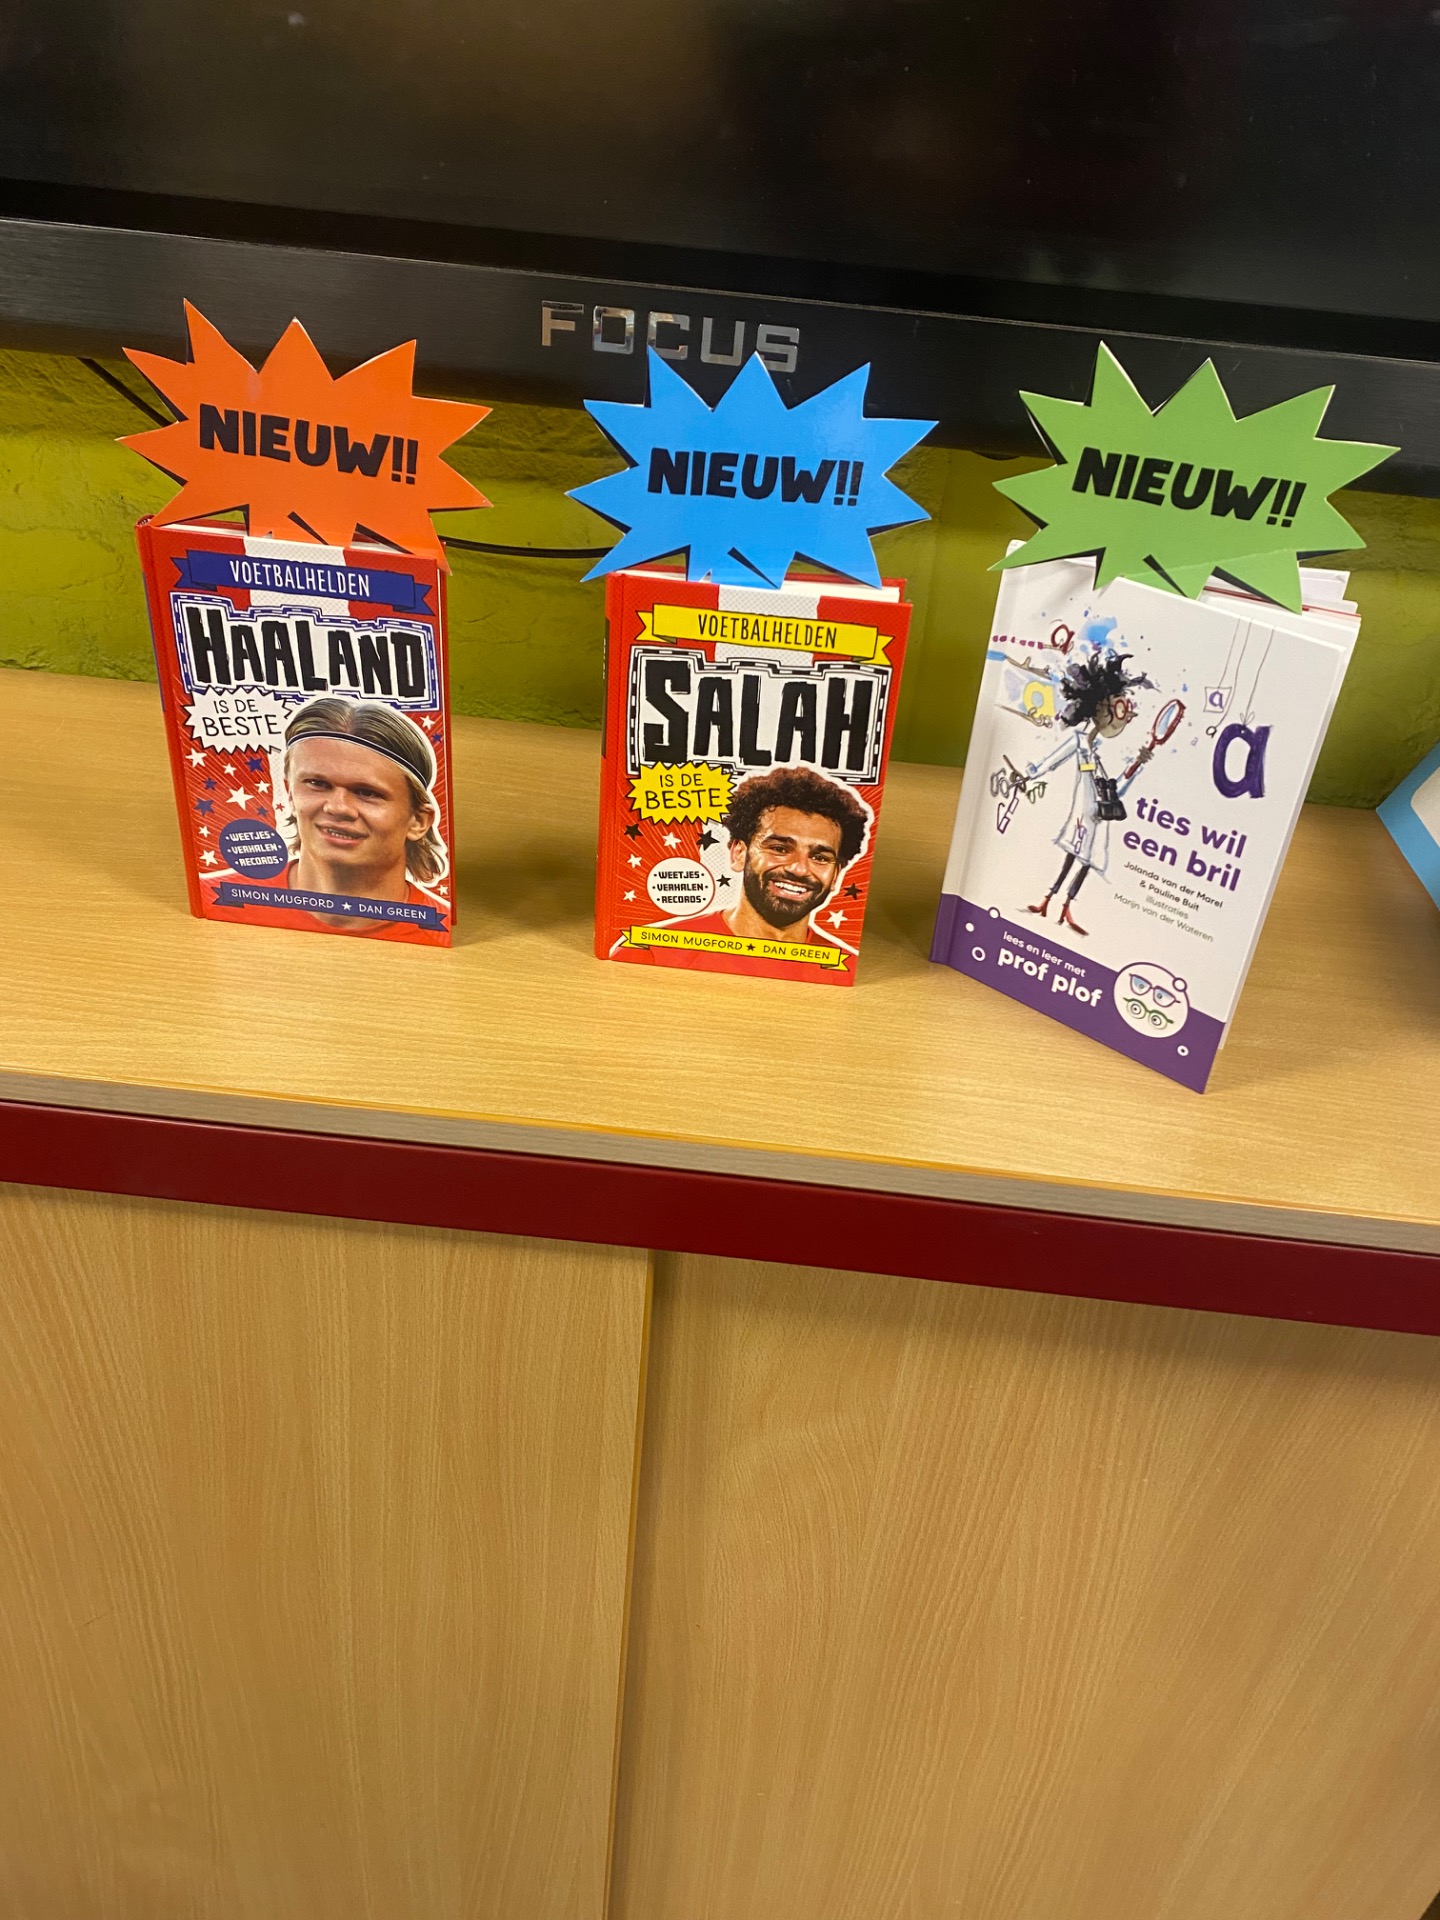 FOCUS
NIEUW!!
VOETBALHELDEN
HAALAND
IS DE
BESTE
•WEETJES•
•VERHALEN•
•RECORDS•
SIMON MUGFORD ★ DAN GREEN
NIEUW!!
VOETBALHELDEN
SALAH
IS DE
BESTE
•WEETJES•
•VERHALEN•
•RECORDS•
SIMON MUGFORD ★ DAN GREEN
NIEUW!!
a
a
a
a
a
ties wil
een bril
Jolanda van der Marel
& Pauline Buit
illustraties
Marijn van der Wateren
lees en leer met
prof plof